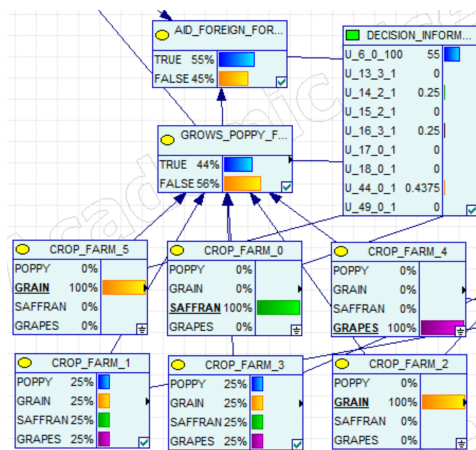 AID_FOREIGN_FOR...
TRUE 55%
FALSE 45%
DECISION_INFORM...
U_6_0_100 55
U_13_3_1 0
U_14_2_1 0.25
U_15_2_1 0
U_16_3_1 0.25
U_17_0_1 0
U_18_0_1 0
U_44_0_1 0.4375
U_49_0_1 0
GROWS_POPPY_F...
TRUE 44%
FALSE 56%
CROP_FARM_5
POPPY 0%
GRAIN 100%
SAFFRAN 0%
GRAPES 0%
CROP_FARM_0
POPPY 0%
GRAIN 0%
SAFFRAN 100%
GRAPES 0%
CROP_FARM_4
POPPY 0%
GRAIN 0%
SAFFRAN 0%
GRAPES 100%
CROP_FARM_1
POPPY 25%
GRAIN 25%
SAFFRAN 25%
GRAPES 25%
CROP_FARM_3
POPPY 25%
GRAIN 25%
SAFFRAN 25%
GRAPES 25%
CROP_FARM_2
POPPY 0%
GRAIN 100%
SAFFRAN 0%
GRAPES 0%